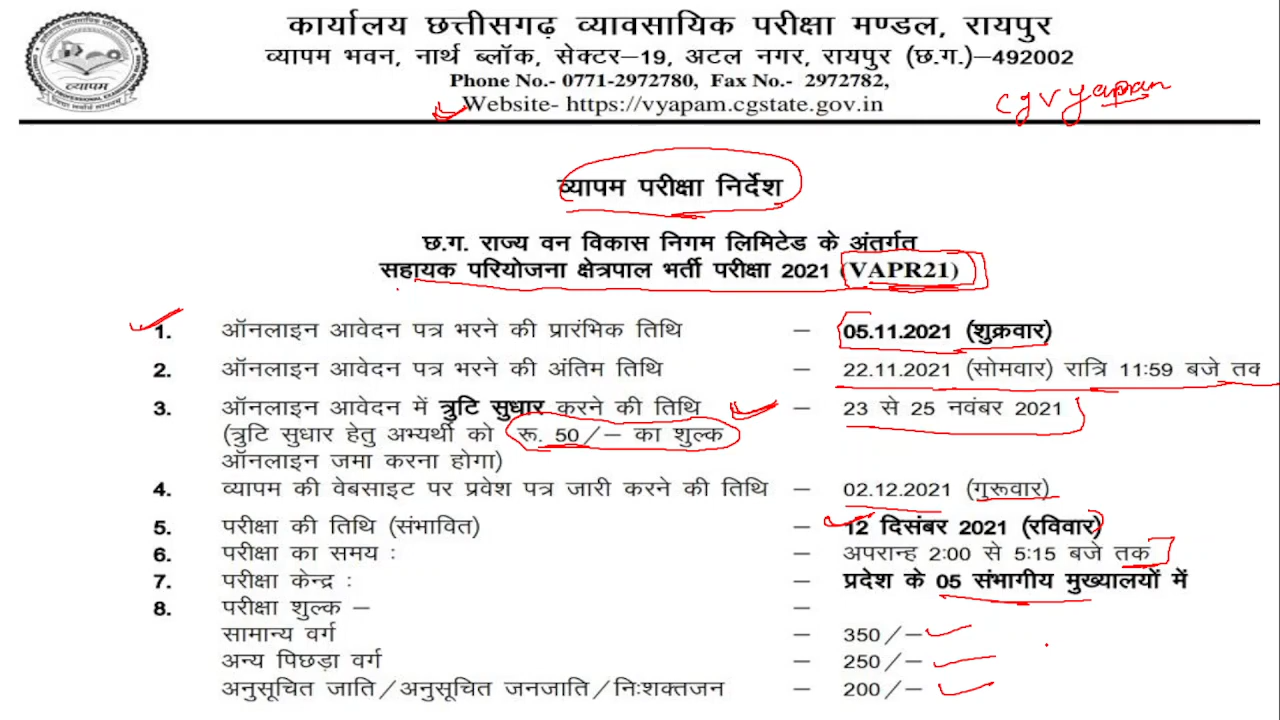 कार्यालय छत्तीसगढ़ व्यावसायिक परीक्षा मण्डल, रायपुर
व्यापम भवन, नार्थ ब्लॉक, सेक्टर–19, अटल नगर, रायपुर (छ.ग.)–492002
Phone No.- 0771-2972780, Fax No.- 2972782,
Website- https://vyapam.cgstate.gov.in
cgvyapam
व्यापम
व्यापम परीक्षा निर्देश
छ.ग. राज्य वन विकास निगम लिमिटेड के अंतर्गत
सहायक परियोजना क्षेत्रपाल भर्ती परीक्षा 2021 (VAPR21)
1. ऑनलाइन आवेदन पत्र भरने की प्रारंभिक तिथि – 05.11.2021 (शुक्रवार)
2. ऑनलाइन आवेदन पत्र भरने की अंतिम तिथि – 22.11.2021 (सोमवार) रात्रि 11:59 बजे तक
3. ऑनलाइन आवेदन में त्रुटि सुधार करने की तिथि – 23 से 25 नवंबर 2021
(त्रुटि सुधार हेतु अभ्यर्थी को रू. 50/– का शुल्क
ऑनलाइन जमा करना होगा)
4. व्यापम की वेबसाइट पर प्रवेश पत्र जारी करने की तिथि – 02.12.2021 (गुरूवार)
5. परीक्षा की तिथि (संभावित) – 12 दिसंबर 2021 (रविवार)
6. परीक्षा का समय : – अपरान्ह 2:00 से 5:15 बजे तक
7. परीक्षा केन्द्र : – प्रदेश के 05 संभागीय मुख्यालयों में
8. परीक्षा शुल्क – –
सामान्य वर्ग – 350/–
अन्य पिछड़ा वर्ग – 250/–
अनुसूचित जाति/अनुसूचित जनजाति/निःशक्तजन – 200/–